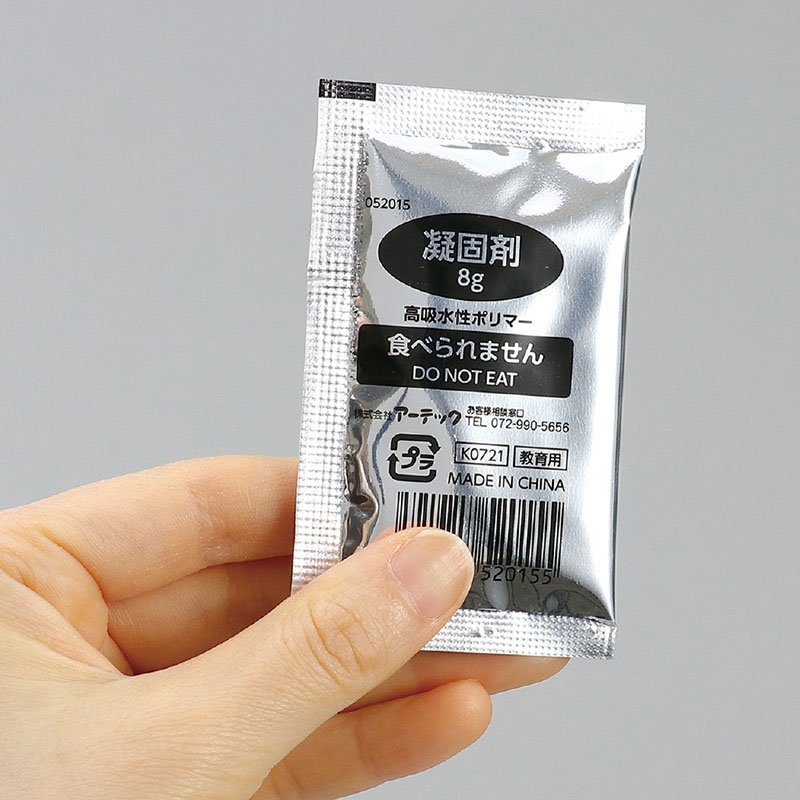 052015
凝固剤
8g
高吸水性ポリマー
食べられません
DO NOT EAT
株式会社 アーテック お客様相談窓口 TEL 072-990-5656
プラ K0721 教育用
MADE IN CHINA
520155